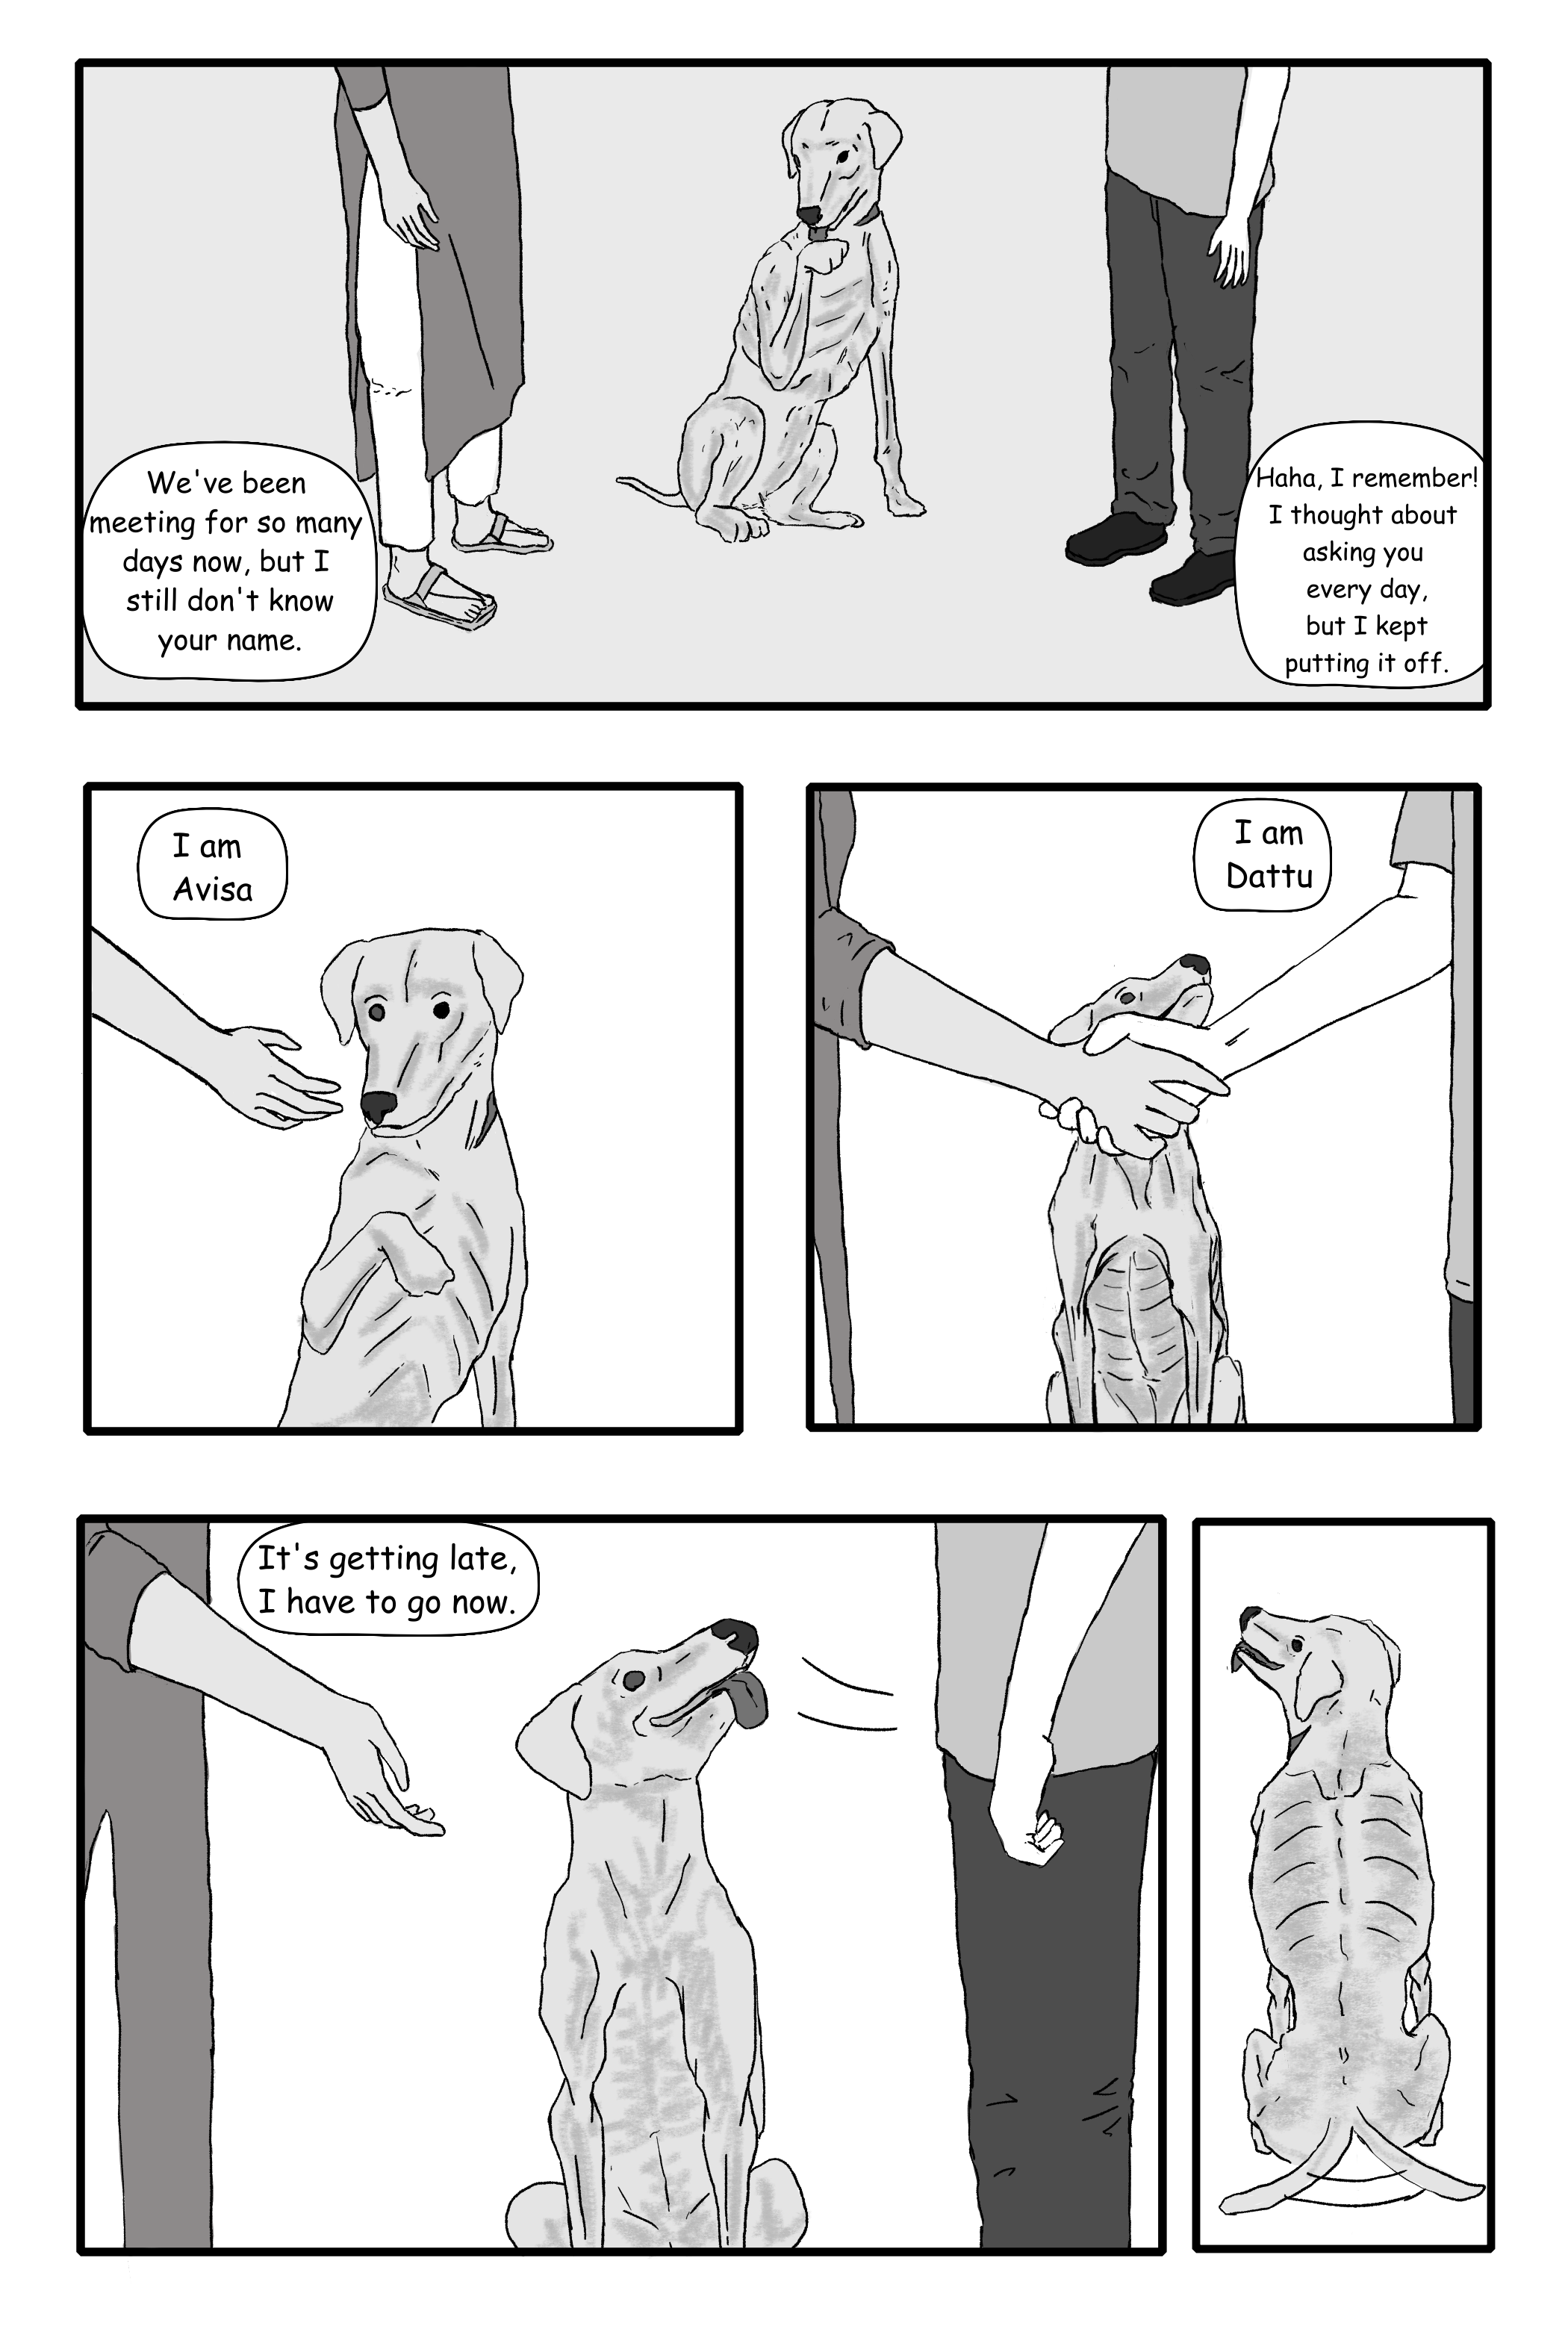 We've been
meeting for so many
days now, but I
still don't know
your name.
Haha, I remember!
I thought about
asking you
every day,
but I kept
putting it off.
I am
Avisa
I am
Dattu
It's getting late,
I have to go now.